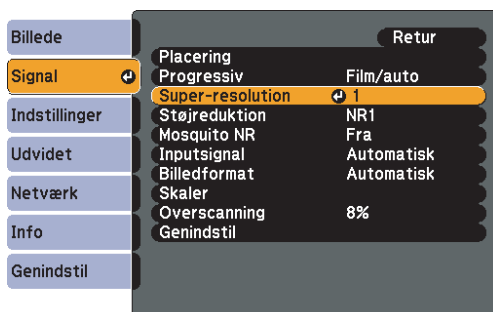 Billede
Signal
Indstillinger
Udvidet
Netværk
Info
Genindstil
Retur
Placering
Progressiv Film/auto
Super-resolution 1
Støjreduktion NR1
Mosquito NR Fra
Inputsignal Automatisk
Billedformat Automatisk
Skaler
Overscanning 8%
Genindstil